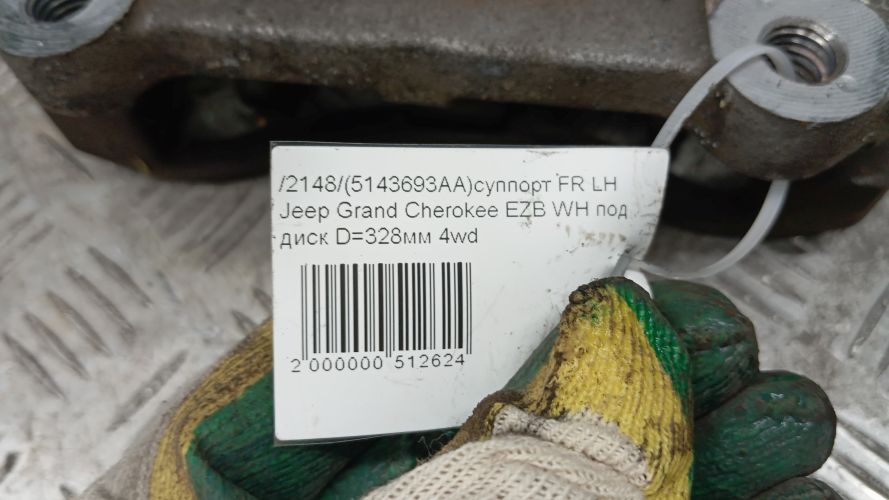 /2148/(5143693AA)суппорт FR LH
Jeep Grand Cherokee EZB WH под
диск D=328мм 4wd
2 000000 512624